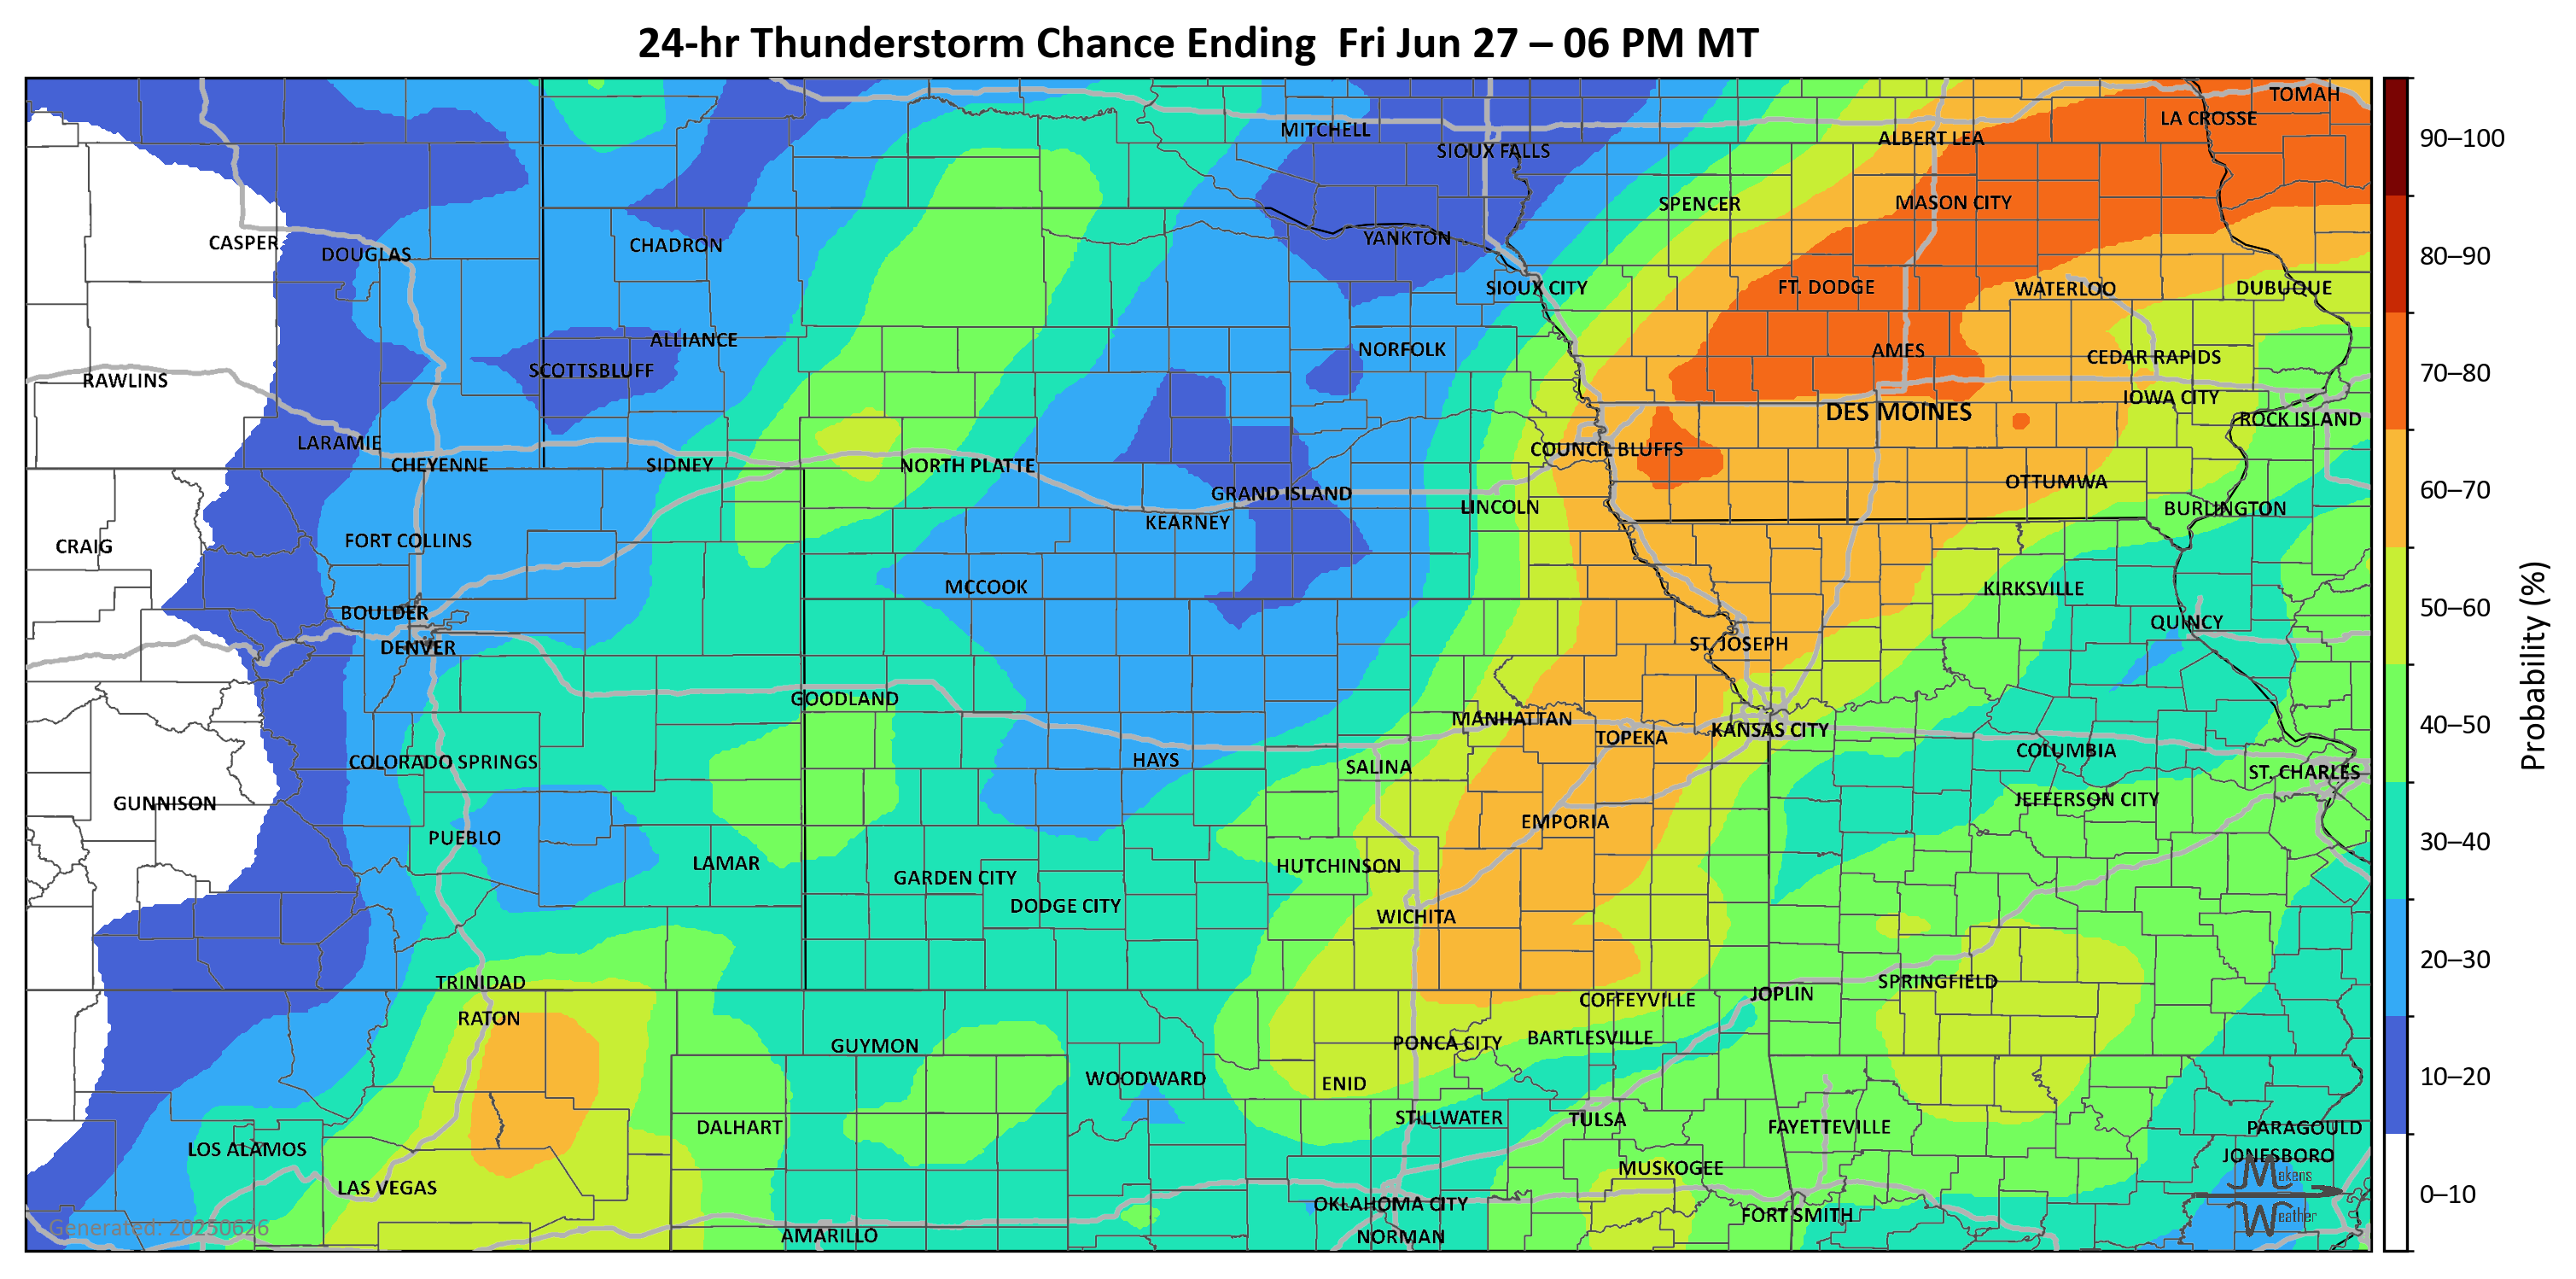 24-hr Thunderstorm Chance Ending  Fri Jun 27 – 06 PM MT
TOMAH
LA CROSSE
90–100
MITCHELL
ALBERT LEA
SIOUX FALLS
SPENCER
MASON CITY
CASPER
DOUGLAS
CHADRON
YANKTON
80–90
SIOUX CITY
FT. DODGE
WATERLOO
DUBUQUE
ALLIANCE
NORFOLK
AMES
CEDAR RAPIDS
RAWLINS
SCOTTSBLUFF
70–80
DES MOINES
IOWA CITY
ROCK ISLAND
LARAMIE
CHEYENNE
SIDNEY
NORTH PLATTE
COUNCIL BLUFFS
GRAND ISLAND
OTTUMWA
60–70
LINCOLN
BURLINGTON
KEARNEY
CRAIG
FORT COLLINS
MCCOOK
KIRKSVILLE
50–60
BOULDER
QUINCY
DENVER
ST. JOSEPH
Probability (%)
GOODLAND
MANHATTAN
TOPEKA
KANSAS CITY
40–50
COLORADO SPRINGS
HAYS
SALINA
COLUMBIA
ST. CHARLES
GUNNISON
JEFFERSON CITY
PUEBLO
EMPORIA
30–40
LAMAR
GARDEN CITY
HUTCHINSON
DODGE CITY
WICHITA
20–30
TRINIDAD
SPRINGFIELD
RATON
COFFEYVILLE
JOPLIN
GUYMON
PONCA CITY
BARTLESVILLE
WOODWARD
ENID
10–20
DALHART
STILLWATER
TULSA
FAYETTEVILLE
PARAGOULD
LOS ALAMOS
MUSKOGEE
JONESBORO
LAS VEGAS
OKLAHOMA CITY
Makens
0–10
FORT SMITH
Weather
Generated: 20250626
AMARILLO
NORMAN